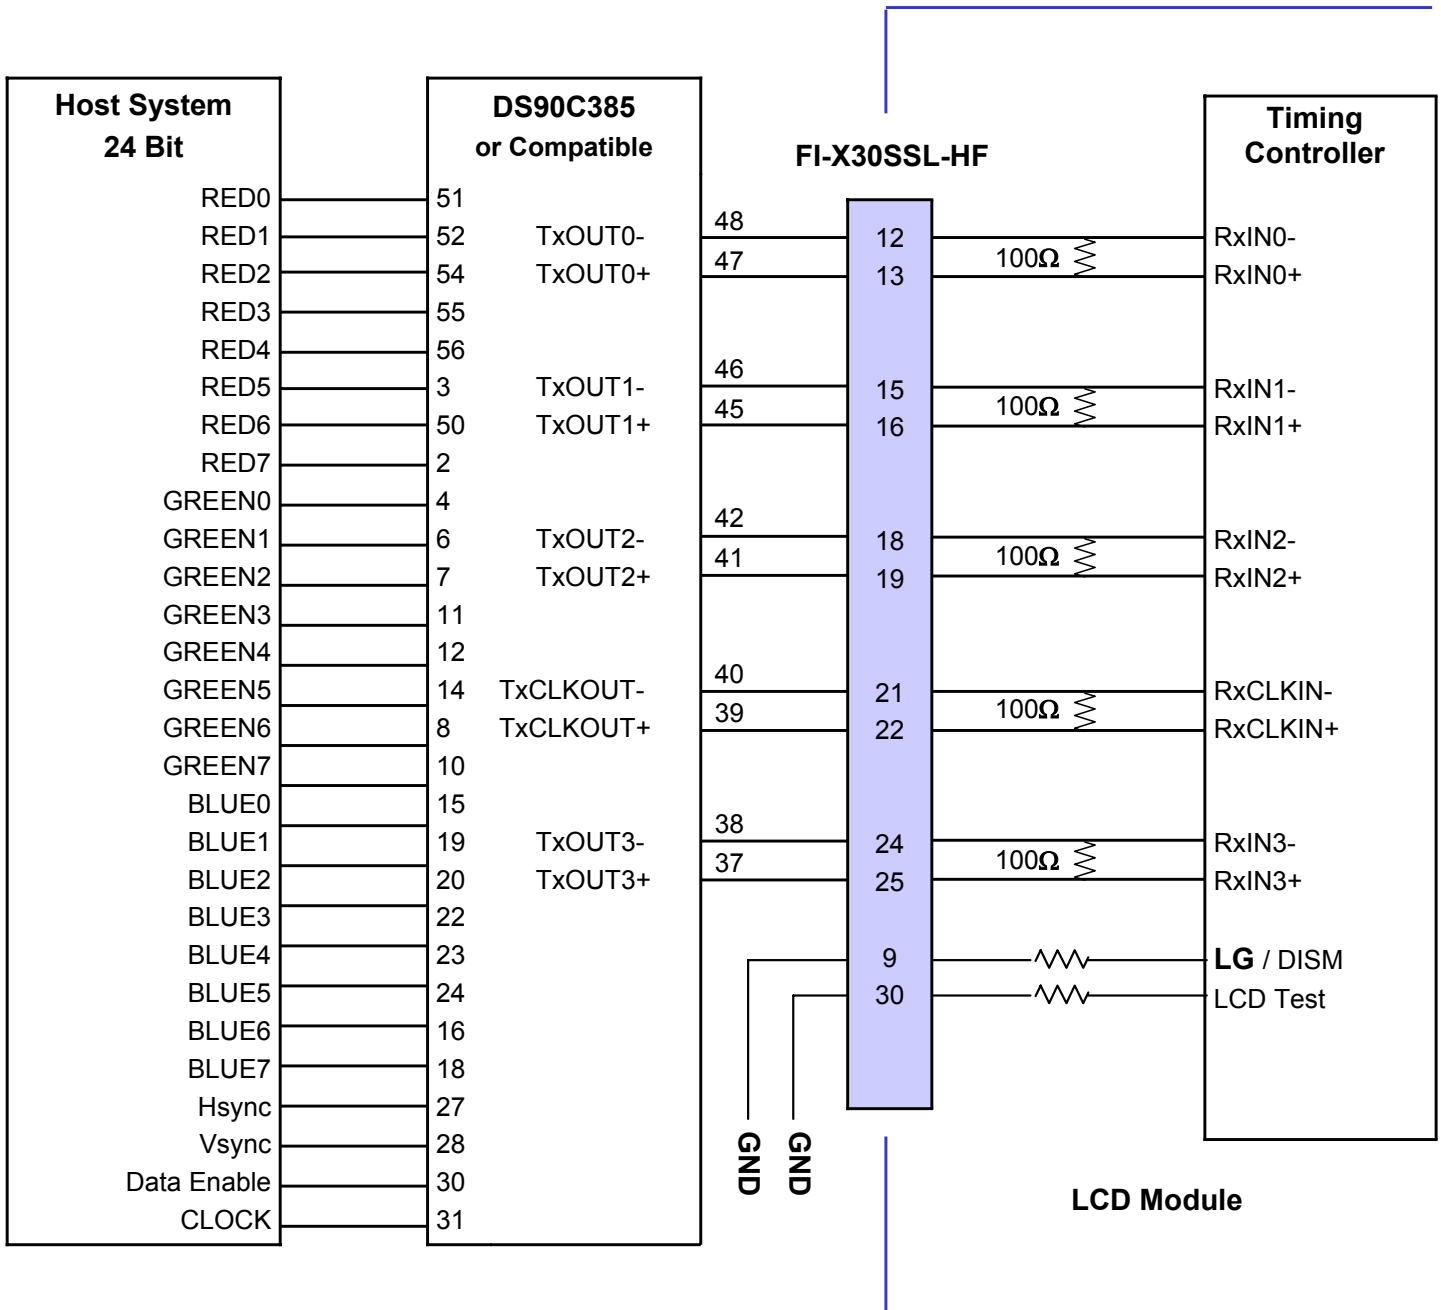 Host System
24 Bit
RED0
RED1
RED2
RED3
RED4
RED5
RED6
RED7
GREEN0
GREEN1
GREEN2
GREEN3
GREEN4
GREEN5
GREEN6
GREEN7
BLUE0
BLUE1
BLUE2
BLUE3
BLUE4
BLUE5
BLUE6
BLUE7
Hsync
Vsync
Data Enable
CLOCK
DS90C385
or Compatible
51
52 TxOUT0-
54 TxOUT0+
55
56
3 TxOUT1-
50 TxOUT1+
2
4
6 TxOUT2-
7 TxOUT2+
11
12
14 TxCLKOUT-
8 TxCLKOUT+
10
15
19 TxOUT3-
20 TxOUT3+
22
23
24
16
18
27
28
30
31
48
47
46
45
42
41
40
39
38
37
GND
GND
FI-X30SSL-HF
12
13
15
16
18
19
21
22
24
25
9
30
100Ω
100Ω
100Ω
100Ω
100Ω
Timing
Controller
RxIN0-
RxIN0+
RxIN1-
RxIN1+
RxIN2-
RxIN2+
RxCLKIN-
RxCLKIN+
RxIN3-
RxIN3+
LG / DISM
LCD Test
LCD Module